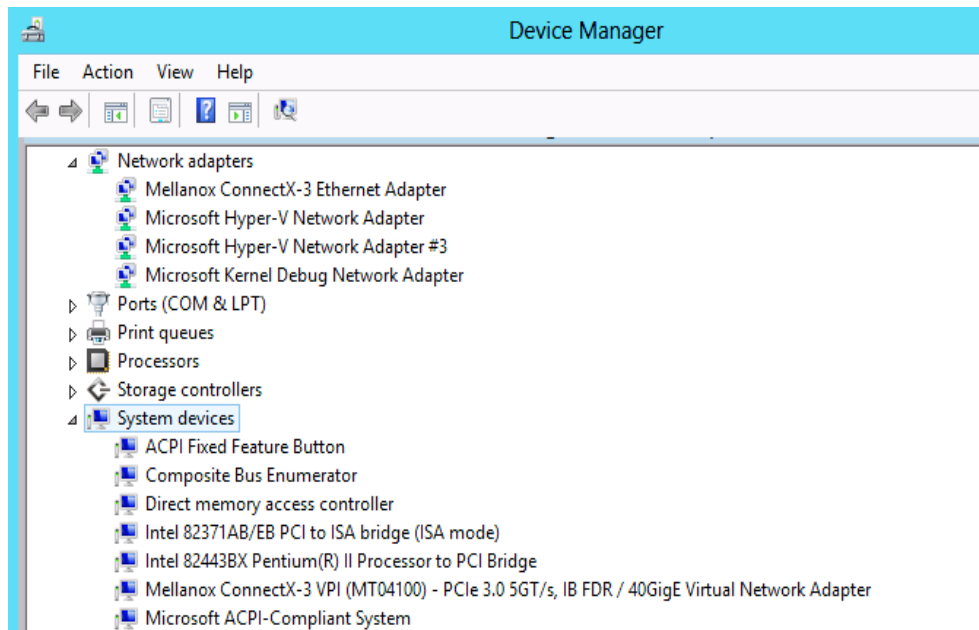 Device Manager
File Action View Help
Network adapters
Mellanox ConnectX-3 Ethernet Adapter
Microsoft Hyper-V Network Adapter
Microsoft Hyper-V Network Adapter #3
Microsoft Kernel Debug Network Adapter
Ports (COM & LPT)
Print queues
Processors
Storage controllers
System devices
ACPI Fixed Feature Button
Composite Bus Enumerator
Direct memory access controller
Intel 82371AB/EB PCI to ISA bridge (ISA mode)
Intel 82443BX Pentium(R) II Processor to PCI Bridge
Mellanox ConnectX-3 VPI (MT04100) - PCIe 3.0 5GT/s, IB FDR / 40GigE Virtual Network Adapter
Microsoft ACPI-Compliant System